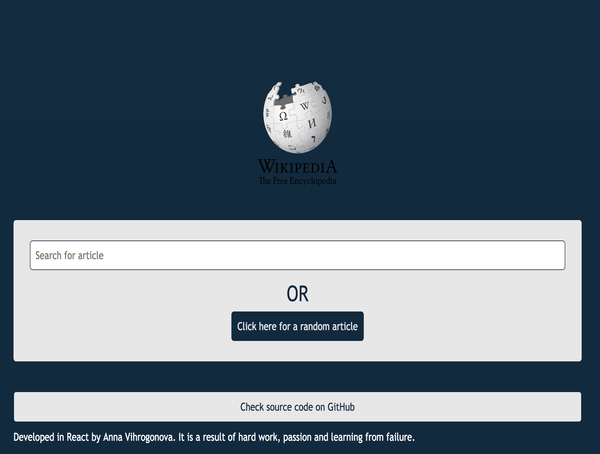 Ω
W
И
維
WIKIPEDIA
The Free Encyclopedia
Search for article
OR
Click here for a random article
Check source code on GitHub
Developed in React by Anna Vihrogonova. It is a result of hard work, passion and learning from failure.